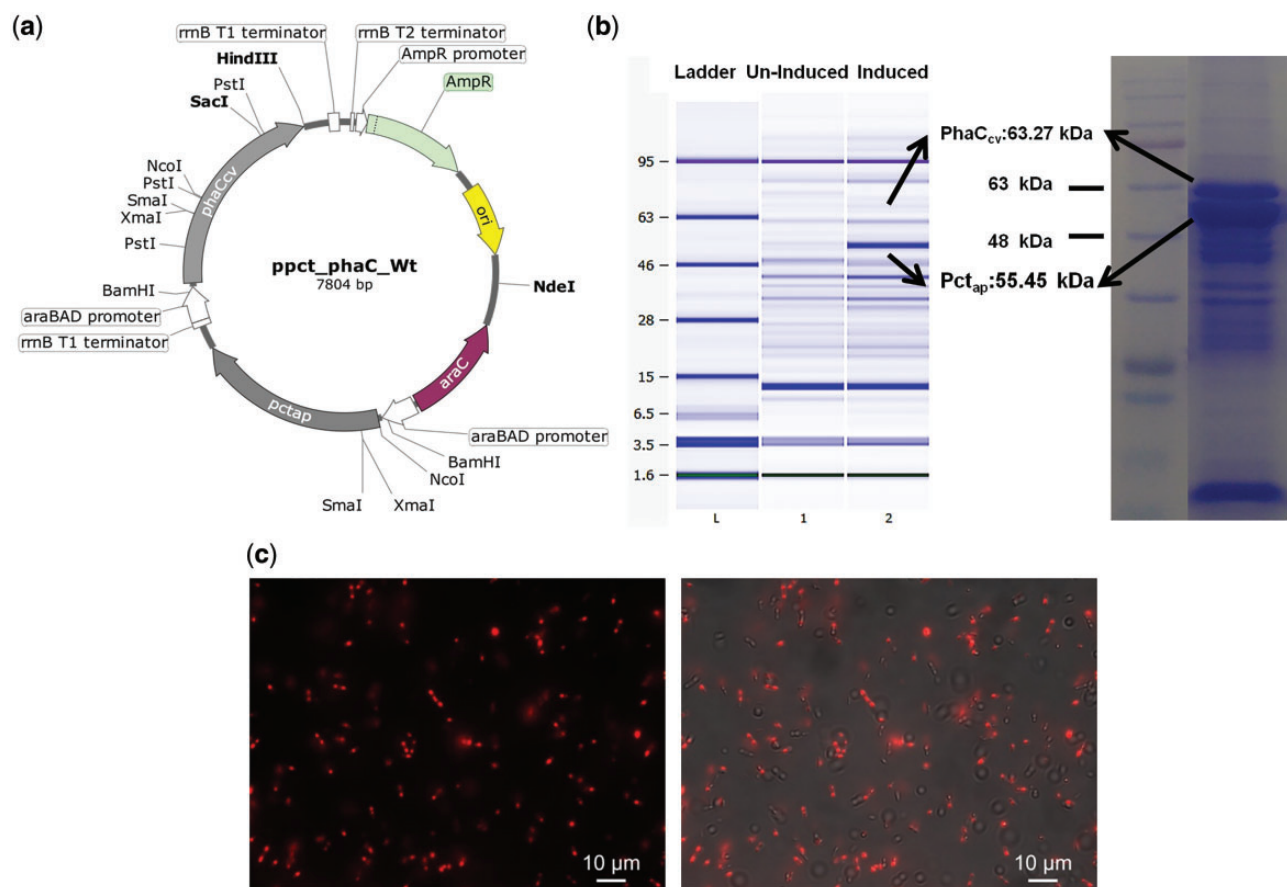 (a)
rrnB T1 terminator
rrnB T2 terminator
HindIII
AmpR promoter
PstI
AmpR
SacI
NcoI
PstI
SmaI
XmaI
PstI
phaCcv
ori
ppct_phaC_Wt
7804 bp
NdeI
BamHI
araBAD promoter
rrnB T1 terminator
araC
pctap
araBAD promoter
BamHI
NcoI
SmaI
XmaI
(b)
Ladder Un-Induced Induced
95
63
46
28
15
6.5
3.5
1.6
L 1 2
PhaCcv:63.27 kDa
63 kDa
48 kDa
Pctap:55.45 kDa
(c)
10 µm
10 µm